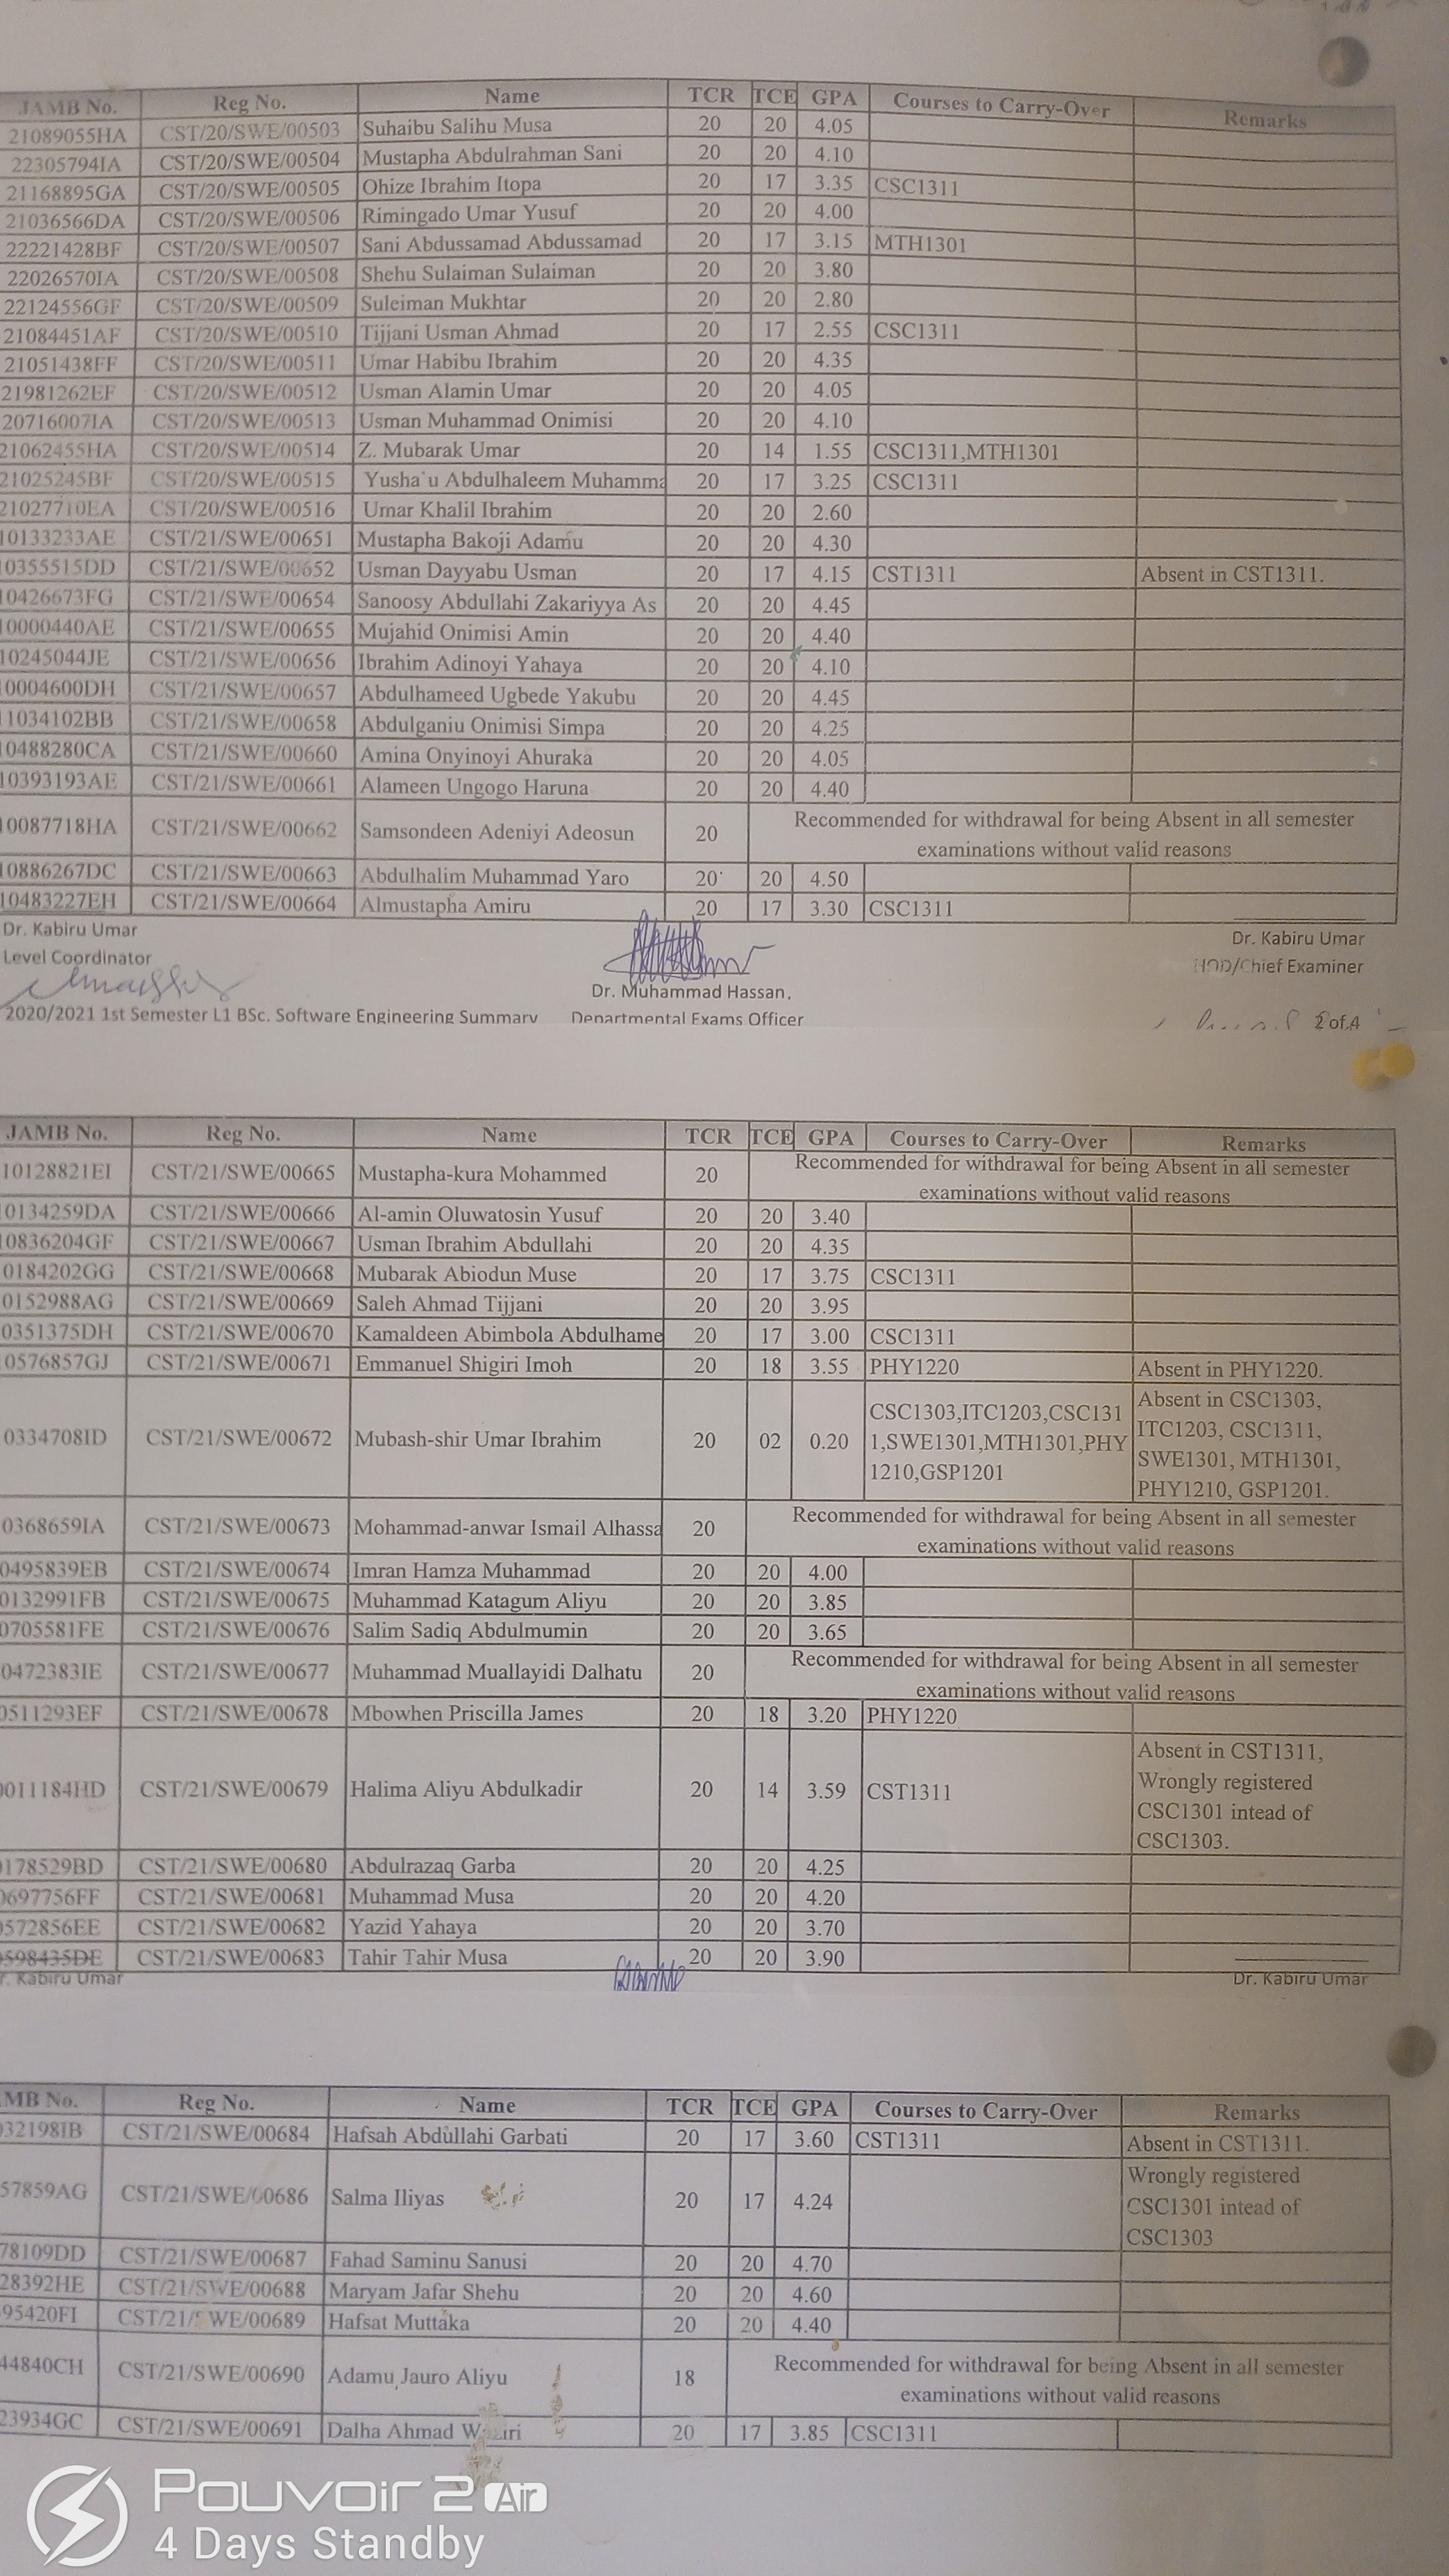 JAMB No. Reg No. Name TCR TCE GPA Courses to Carry-Over Remarks
21089055HA CST/20/SWE/00503 Suhaibu Salihu Musa 20 20 4.05
22305794IA CST/20/SWE/00504 Mustapha Abdulrahman Sani 20 20 4.10
21168895GA CST/20/SWE/00505 Ohize Ibrahim Itopa 20 17 3.35 CSC1311
21036566DA CST/20/SWE/00506 Rimingado Umar Yusuf 20 20 4.00
22221428BF CST/20/SWE/00507 Sani Abdussamad Abdussamad 20 17 3.15 MTH1301
22026570IA CST/20/SWE/00508 Shehu Sulaiman Sulaiman 20 20 3.80
22124556GF CST/20/SWE/00509 Suleiman Mukhtar 20 20 2.80
21084451AF CST/20/SWE/00510 Tijjani Usman Ahmad 20 17 2.55 CSC1311
21051438FF CST/20/SWE/00511 Umar Habibu Ibrahim 20 20 4.35
21981262EF CST/20/SWE/00512 Usman Alamin Umar 20 20 4.05
20716007IA CST/20/SWE/00513 Usman Muhammad Onimisi 20 20 4.10
21062455HA CST/20/SWE/00514 Z. Mubarak Umar 20 14 1.55 CSC1311,MTH1301
21025245BF CST/20/SWE/00515 Yusha`u Abdulhaleem Muhamma 20 17 3.25 CSC1311
21027710EA CST/20/SWE/00516 Umar Khalil Ibrahim 20 20 2.60
10133233AE CST/21/SWE/00651 Mustapha Bakoji Adamu 20 20 4.30
10355515DD CST/21/SWE/00652 Usman Dayyabu Usman 20 17 4.15 CST1311 Absent in CST1311.
10426673FG CST/21/SWE/00654 Sanoosy Abdullahi Zakariyya As 20 20 4.45
10000440AE CST/21/SWE/00655 Mujahid Onimisi Amin 20 20 4.40
10245044JE CST/21/SWE/00656 Ibrahim Adinoyi Yahaya 20 20 4.10
10004600DH CST/21/SWE/00657 Abdulhameed Ugbede Yakubu 20 20 4.45
11034102BB CST/21/SWE/00658 Abdulganiu Onimisi Simpa 20 20 4.25
10488280CA CST/21/SWE/00660 Amina Onyinoyi Ahuraka 20 20 4.05
10393193AE CST/21/SWE/00661 Alameen Ungogo Haruna 20 20 4.40
10087718HA CST/21/SWE/00662 Samsondeen Adeniyi Adeosun 20 Recommended for withdrawal for being Absent in all semester
examinations without valid reasons
10886267DC CST/21/SWE/00663 Abdulhalim Muhammad Yaro 20 20 4.50
10483227EH CST/21/SWE/00664 Almustapha Amiru 20 17 3.30 CSC1311
Dr. Kabiru Umar Dr. Kabiru Umar
Level Coordinator HOD/Chief Examiner
Dr. Muhammad Hassan.
2020/2021 1st Semester L1 BSc. Software Engineering Summary Departmental Exams Officer 2 of 4
JAMB No. Reg No. Name TCR TCE GPA Courses to Carry-Over Remarks
10128821EI CST/21/SWE/00665 Mustapha-kura Mohammed 20 Recommended for withdrawal for being Absent in all semester
examinations without valid reasons
0134259DA CST/21/SWE/00666 Al-amin Oluwatosin Yusuf 20 20 3.40
0836204GF CST/21/SWE/00667 Usman Ibrahim Abdullahi 20 20 4.35
0184202GG CST/21/SWE/00668 Mubarak Abiodun Muse 20 17 3.75 CSC1311
0152988AG CST/21/SWE/00669 Saleh Ahmad Tijjani 20 20 3.95
0351375DH CST/21/SWE/00670 Kamaldeen Abimbola Abdulhame 20 17 3.00 CSC1311
0576857GJ CST/21/SWE/00671 Emmanuel Shigiri Imoh 20 18 3.55 PHY1220 Absent in PHY1220.
0334708ID CST/21/SWE/00672 Mubash-shir Umar Ibrahim 20 02 0.20 CSC1303,ITC1203,CSC131
1,SWE1301,MTH1301,PHY
1210,GSP1201
Absent in CSC1303,
ITC1203, CSC1311,
SWE1301, MTH1301,
PHY1210, GSP1201.
0368659IA CST/21/SWE/00673 Mohammad-anwar Ismail Alhassa 20 Recommended for withdrawal for being Absent in all semester
examinations without valid reasons
0495839EB CST/21/SWE/00674 Imran Hamza Muhammad 20 20 4.00
0132991FB CST/21/SWE/00675 Muhammad Katagum Aliyu 20 20 3.85
0705581FE CST/21/SWE/00676 Salim Sadiq Abdulmumin 20 20 3.65
0472383IE CST/21/SWE/00677 Muhammad Muallayidi Dalhatu 20 Recommended for withdrawal for being Absent in all semester
examinations without valid reasons
0511293EF CST/21/SWE/00678 Mbowhen Priscilla James 20 18 3.20 PHY1220
0011184HD CST/21/SWE/00679 Halima Aliyu Abdulkadir 20 14 3.59 CST1311 Absent in CST1311,
Wrongly registered
CSC1301 intead of
CSC1303.
0178529BD CST/21/SWE/00680 Abdulrazaq Garba 20 20 4.25
0697756FF CST/21/SWE/00681 Muhammad Musa 20 20 4.20
0572856EE CST/21/SWE/00682 Yazid Yahaya 20 20 3.70
0598435DE CST/21/SWE/00683 Tahir Tahir Musa 20 20 3.90
r. Kabiru Umar Dr. Kabiru Umar
MB No. Reg No. Name TCR TCE GPA Courses to Carry-Over Remarks
032198IB CST/21/SWE/00684 Hafsah Abdullahi Garbati 20 17 3.60 CST1311 Absent in CST1311.
57859AG CST/21/SWE/00686 Salma Iliyas 20 17 4.24 Wrongly registered
CSC1301 intead of
CSC1303
78109DD CST/21/SWE/00687 Fahad Saminu Sanusi 20 20 4.70
28392HE CST/21/SWE/00688 Maryam Jafar Shehu 20 20 4.60
95420FI CST/21/SWE/00689 Hafsat Muttaka 20 20 4.40
44840CH CST/21/SWE/00690 Adamu Jauro Aliyu 18 Recommended for withdrawal for being Absent in all semester
examinations without valid reasons
23934GC CST/21/SWE/00691 Dalha Ahmad Waziri 20 17 3.85 CSC1311
Pouvoir 2 Air
4 Days Standby